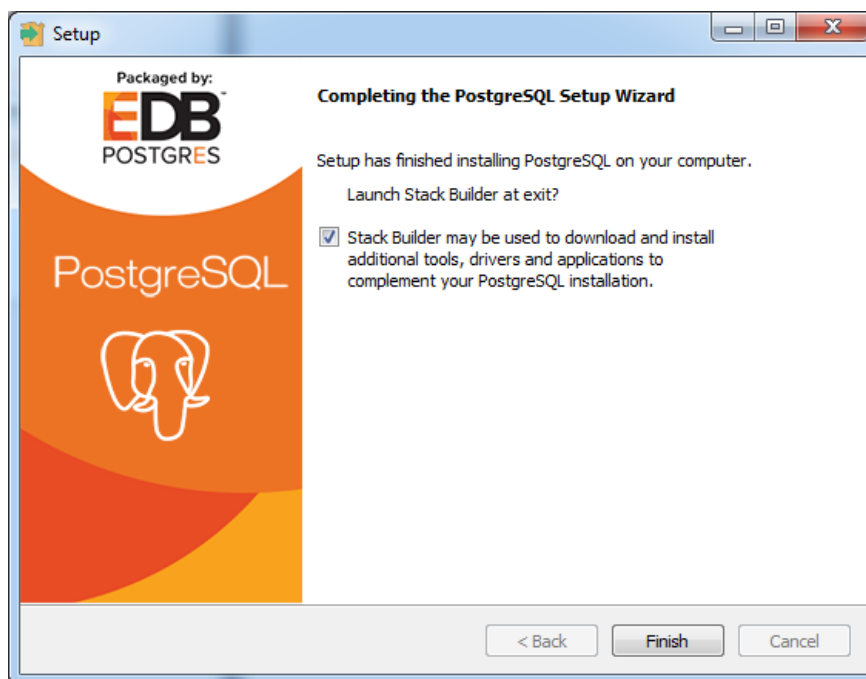 Setup
Packaged by:
EDB™
POSTGRES
PostgreSQL
Completing the PostgreSQL Setup Wizard
Setup has finished installing PostgreSQL on your computer.
Launch Stack Builder at exit?
Stack Builder may be used to download and install
additional tools, drivers and applications to
complement your PostgreSQL installation.
< Back
Finish
Cancel